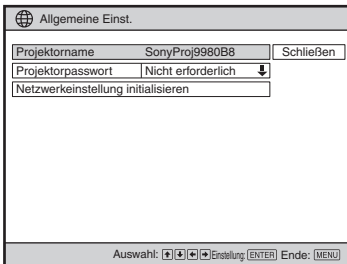 Allgemeine Einst.
Projektorname SonyProj9980B8 Schließen
Projektorpasswort Nicht erforderlich
Netzwerkeinstellung initialisieren
Auswahl: Einstellung: ENTER Ende: MENU